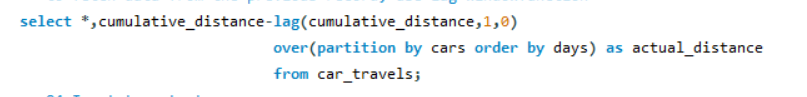 select *,cumulative_distance-lag(cumulative_distance,1,0)
over(partition by cars order by days) as actual_distance
from car_travels;